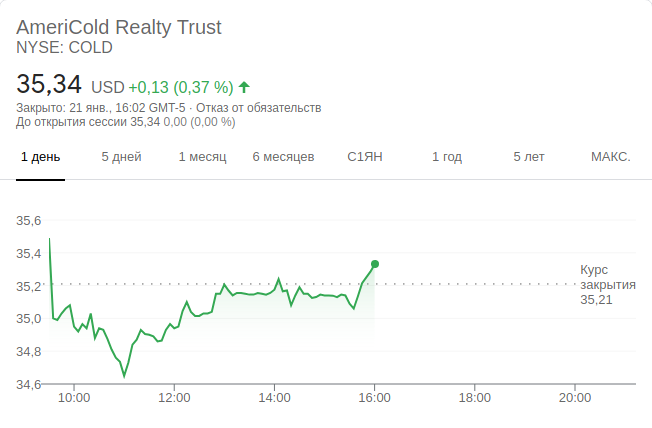 AmeriCold Realty Trust
NYSE: COLD
35,34 USD +0,13 (0,37 %)
Закрыто: 21 янв., 16:02 GMT-5 · Отказ от обязательств
До открытия сессии 35,34 0,00 (0,00 %)
1 день 5 дней 1 месяц 6 месяцев С1ЯН 1 год 5 лет МАКС.
35,6
35,4
35,2
35,0
34,8
34,6
Курс
закрытия
35,21
10:00 12:00 14:00 16:00 18:00 20:00